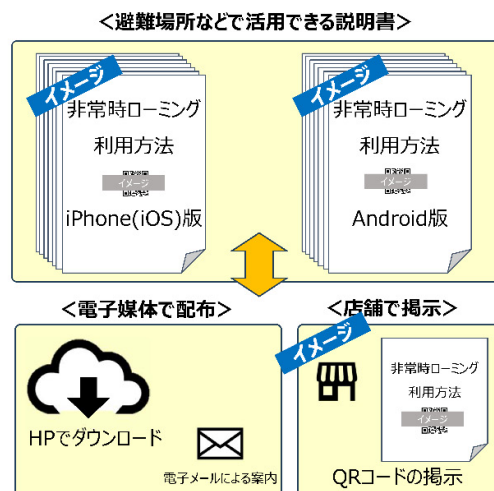 ＜避難場所などで活用できる説明書＞
イメージ
非常時ローミング
利用方法
イメージ
iPhone(iOS)版
イメージ
非常時ローミング
利用方法
イメージ
Android版
＜電子媒体で配布＞
HPでダウンロード
電子メールによる案内
＜店舗で掲示＞
イメージ
非常時ローミング
利用方法
イメージ
QRコードの掲示